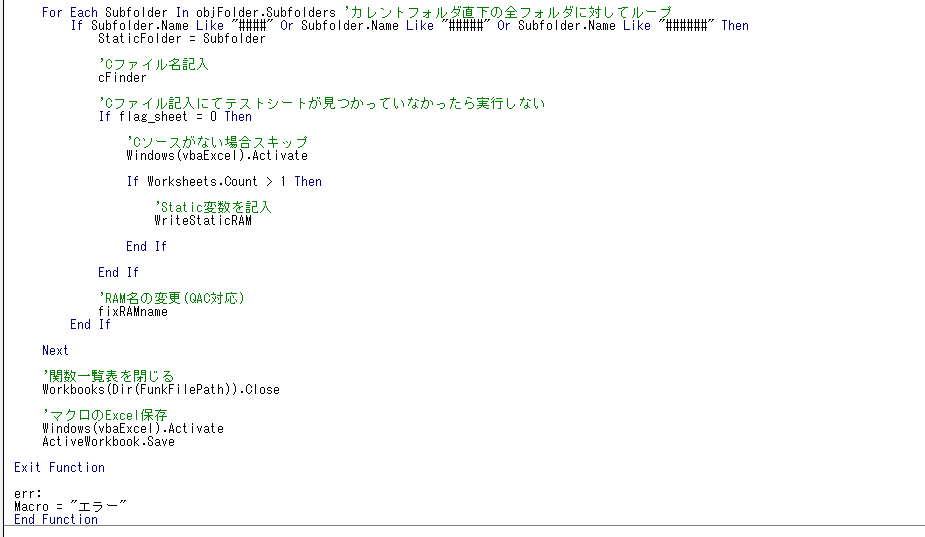 For Each Subfolder In objFolder.Subfolders 'カレントフォルダ直下の全フォルダに対してループ
If Subfolder.Name Like "####" Or Subfolder.Name Like "#####" Or Subfolder.Name Like "######" Then
StaticFolder = Subfolder
'Cファイル名記入
cFinder
'Cファイル記入にてテストシートが見つかっていなかったら実行しない
If flag_sheet = 0 Then
'Cソースがない場合スキップ
Windows(vbaExcel).Activate
If Worksheets.Count > 1 Then
'Static変数を記入
WriteStaticRAM
End If
End If
'RAM名の変更(QAC対応)
fixRAMname
End If
Next
'関数一覧表を閉じる
Workbooks(Dir(FunkFilePath)).Close
'マクロのExcel保存
Windows(vbaExcel).Activate
ActiveWorkbook.Save
Exit Function
err:
Macro = "エラー"
End Function